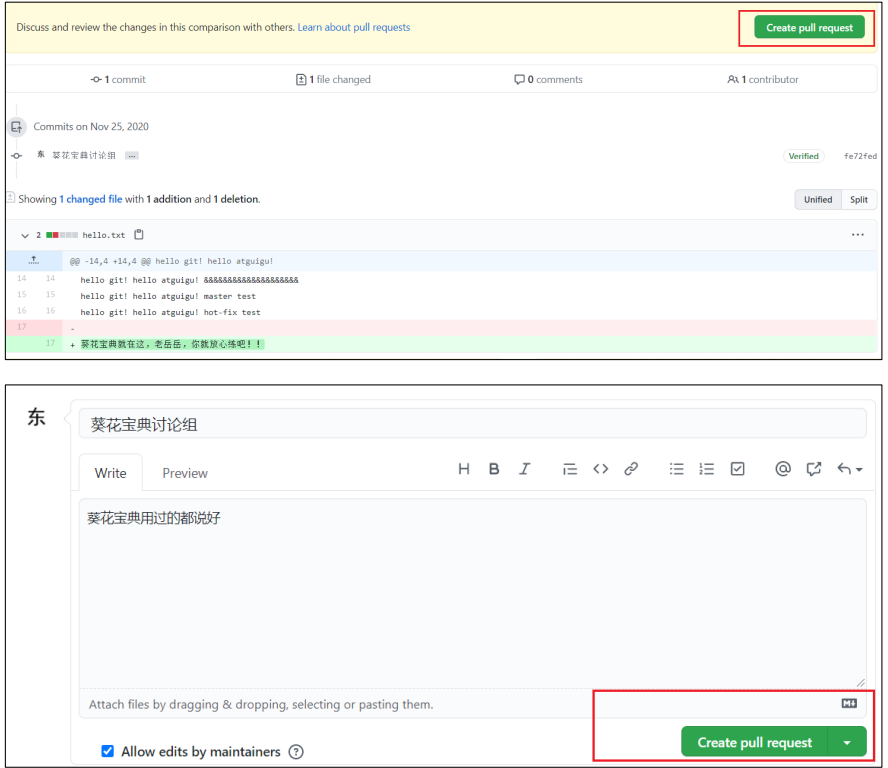 Discuss and review the changes in this comparison with others. Learn about pull requests
Create pull request
1 commit
1 file changed
0 comments
1 contributor
Commits on Nov 25, 2020
东 葵花宝典讨论组 ...
Verified
fe72fed
Showing 1 changed file with 1 addition and 1 deletion.
Unified
Split
2 hello.txt
...
@@ -14,4 +14,4 @@ hello git! hello atguigu!
14 14 hello git! hello atguigu! &&&&&&&&&&&&&&&&&&&&
15 15 hello git! hello atguigu! master test
16 16 hello git! hello atguigu! hot-fix test
17 -
17 + 葵花宝典就在这，老岳岳，你就放心练吧！！
东
葵花宝典讨论组
Write
Preview
H B I
葵花宝典用过的都说好
Attach files by dragging & dropping, selecting or pasting them.
Create pull request
Allow edits by maintainers ?